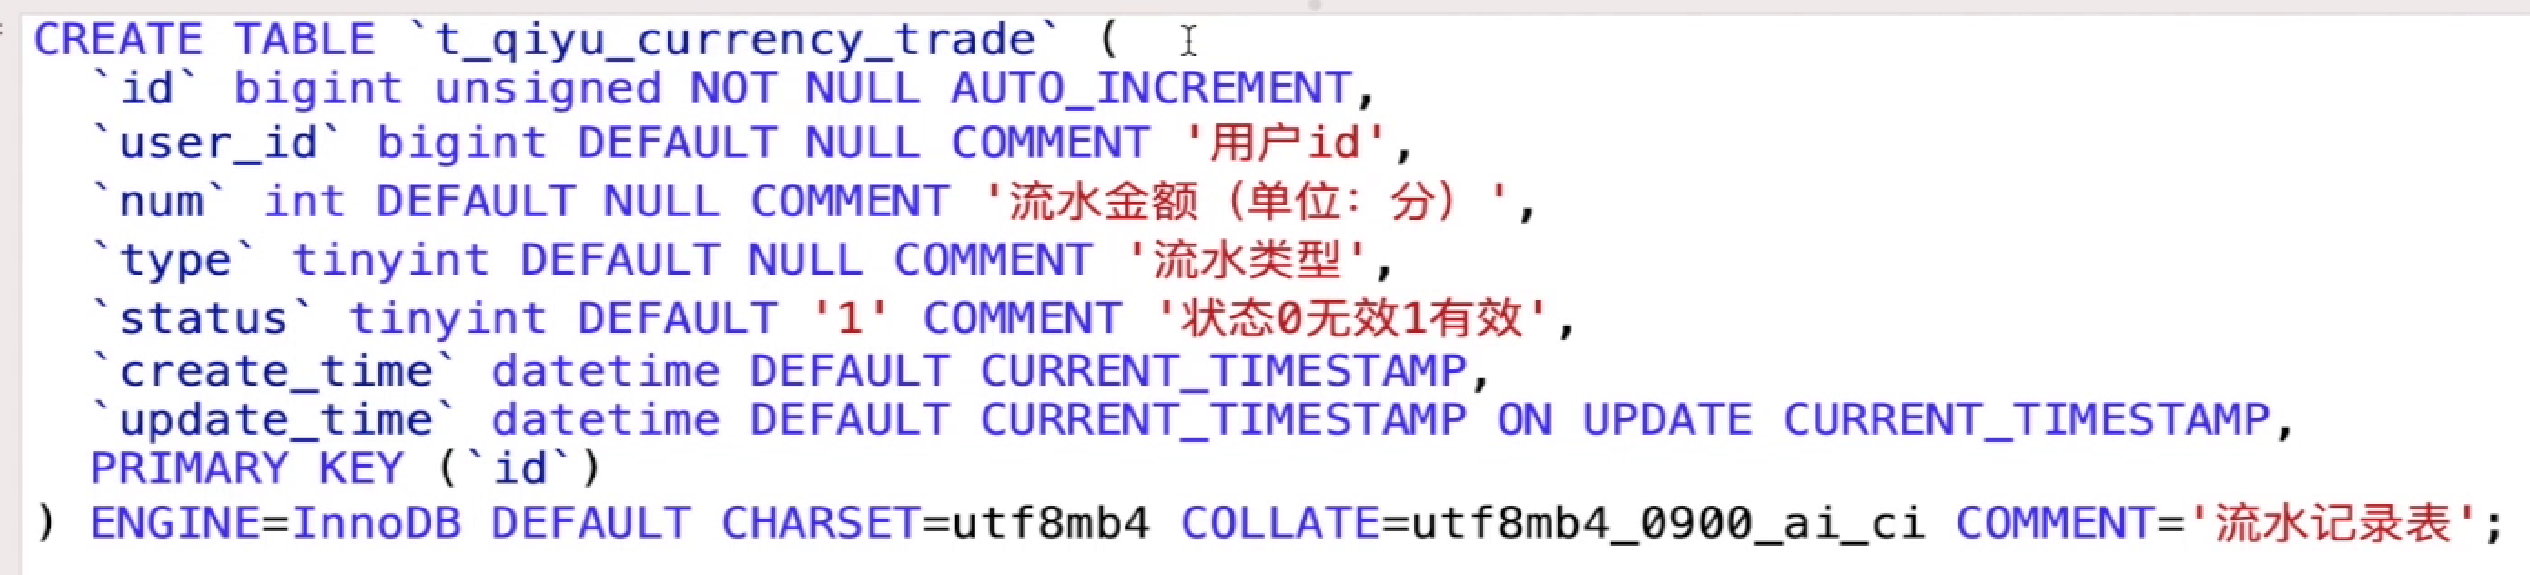 CREATE TABLE `t_qiyu_currency_trade` (
  `id` bigint unsigned NOT NULL AUTO_INCREMENT,
  `user_id` bigint DEFAULT NULL COMMENT '用户id',
  `num` int DEFAULT NULL COMMENT '流水金额（单位：分）',
  `type` tinyint DEFAULT NULL COMMENT '流水类型',
  `status` tinyint DEFAULT '1' COMMENT '状态0无效1有效',
  `create_time` datetime DEFAULT CURRENT_TIMESTAMP,
  `update_time` datetime DEFAULT CURRENT_TIMESTAMP ON UPDATE CURRENT_TIMESTAMP,
  PRIMARY KEY (`id`)
) ENGINE=InnoDB DEFAULT CHARSET=utf8mb4 COLLATE=utf8mb4_0900_ai_ci COMMENT='流水记录表';